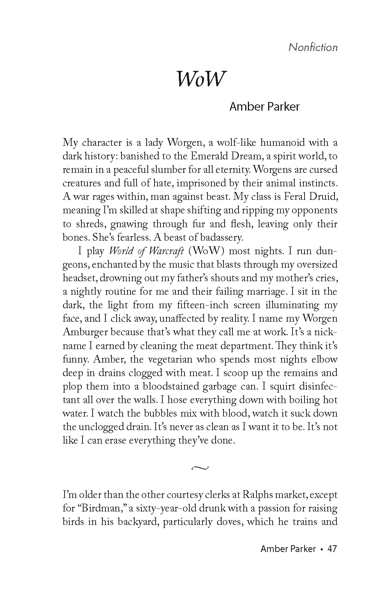 Nonfiction
WoW
Amber Parker
My character is a lady Worgen, a wolf-like humanoid with a
dark history: banished to the Emerald Dream, a spirit world, to
remain in a peaceful slumber for all eternity. Worgens are cursed
creatures and full of hate, imprisoned by their animal instincts.
A war rages within, man against beast. My class is Feral Druid,
meaning I'm skilled at shape shifting and ripping my opponents
to shreds, gnawing through fur and flesh, leaving only their
bones. She's fearless. A beast of badassery.
I play World of Warcraft (WoW) most nights. I run dun-
geons, enchanted by the music that blasts through my oversized
headset, drowning out my father's shouts and my mother's cries,
a nightly routine for me and their failing marriage. I sit in the
dark, the light from my fifteen-inch screen illuminating my
face, and I click away, unaffected by reality. I name my Worgen
Amburger because that's what they call me at work. It's a nick-
name I earned by cleaning the meat department. They think it's
funny. Amber, the vegetarian who spends most nights elbow
deep in drains clogged with meat. I scoop up the remains and
plop them into a bloodstained garbage can. I squirt disinfec-
tant all over the walls. I hose everything down with boiling hot
water. I watch the bubbles mix with blood, watch it suck down
the unclogged drain. It's never as clean as I want it to be. It's not
like I can erase everything they've done.
I'm older than the other courtesy clerks at Ralphs market, except
for “Birdman,” a sixty-year-old drunk with a passion for raising
birds in his backyard, particularly doves, which he trains and
Amber Parker • 47